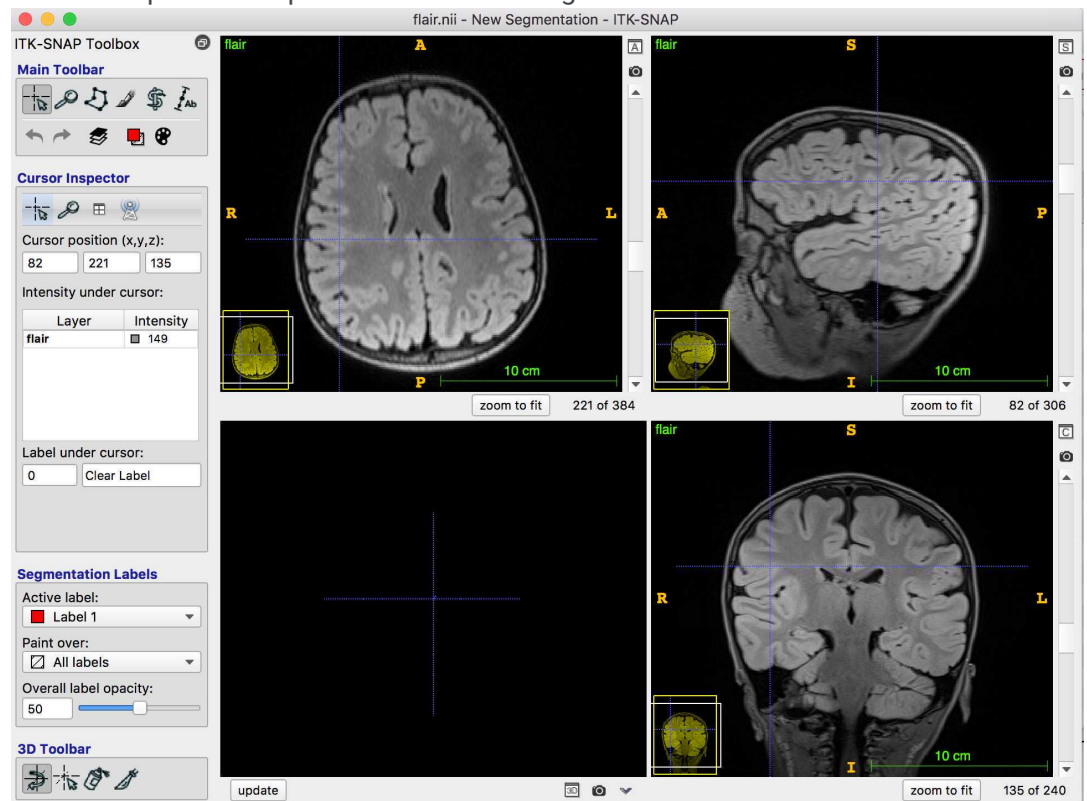 flair.nii - New Segmentation - ITK-SNAP
ITK-SNAP Toolbox
Main Toolbar
Ab
Cursor Inspector
Cursor position (x,y,z):
82 221 135
Intensity under cursor:
Layer Intensity
flair 149
Label under cursor:
0 Clear Label
Segmentation Labels
Active label:
Label 1
Paint over:
All labels
Overall label opacity:
50
3D Toolbar
flair
A
R
L
P
10 cm
A
zoom to fit 221 of 384
flair
S
A
P
I
10 cm
S
zoom to fit 82 of 306
update
3D
flair
S
R
L
I
10 cm
C
zoom to fit 135 of 240